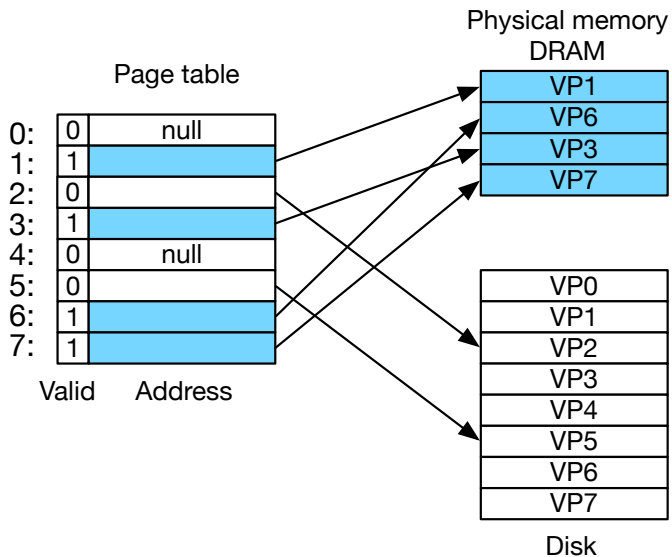 Physical memory
DRAM
VP1
VP6
VP3
VP7
Page table
0: 0 null
1: 1
2: 0
3: 1
4: 0 null
5: 0
6: 1
7: 1
Valid Address
VP0
VP1
VP2
VP3
VP4
VP5
VP6
VP7
Disk